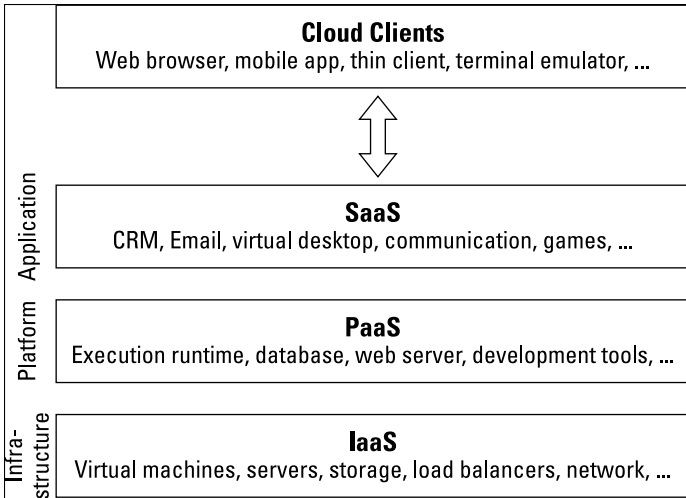 Cloud Clients
Web browser, mobile app, thin client, terminal emulator, ...
Application
SaaS
CRM, Email, virtual desktop, communication, games, ...
Platform
PaaS
Execution runtime, database, web server, development tools, ...
Infra-
structure
IaaS
Virtual machines, servers, storage, load balancers, network, ...